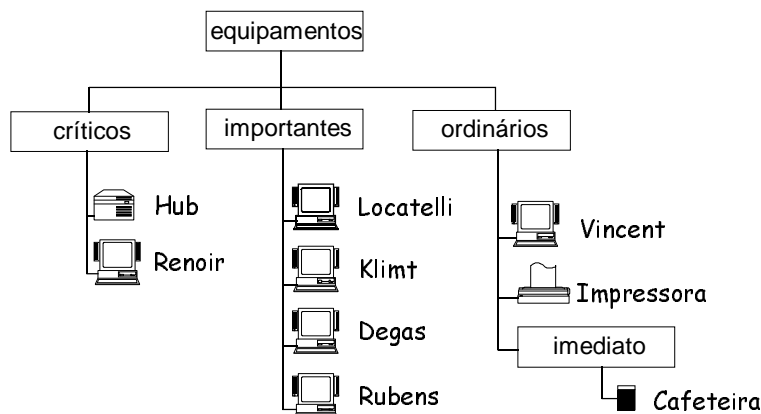 equipamentos
críticos
importantes
ordinários
Hub
Renoir
Locatelli
Klimt
Degas
Rubens
Vincent
Impressora
imediato
Cafeteira